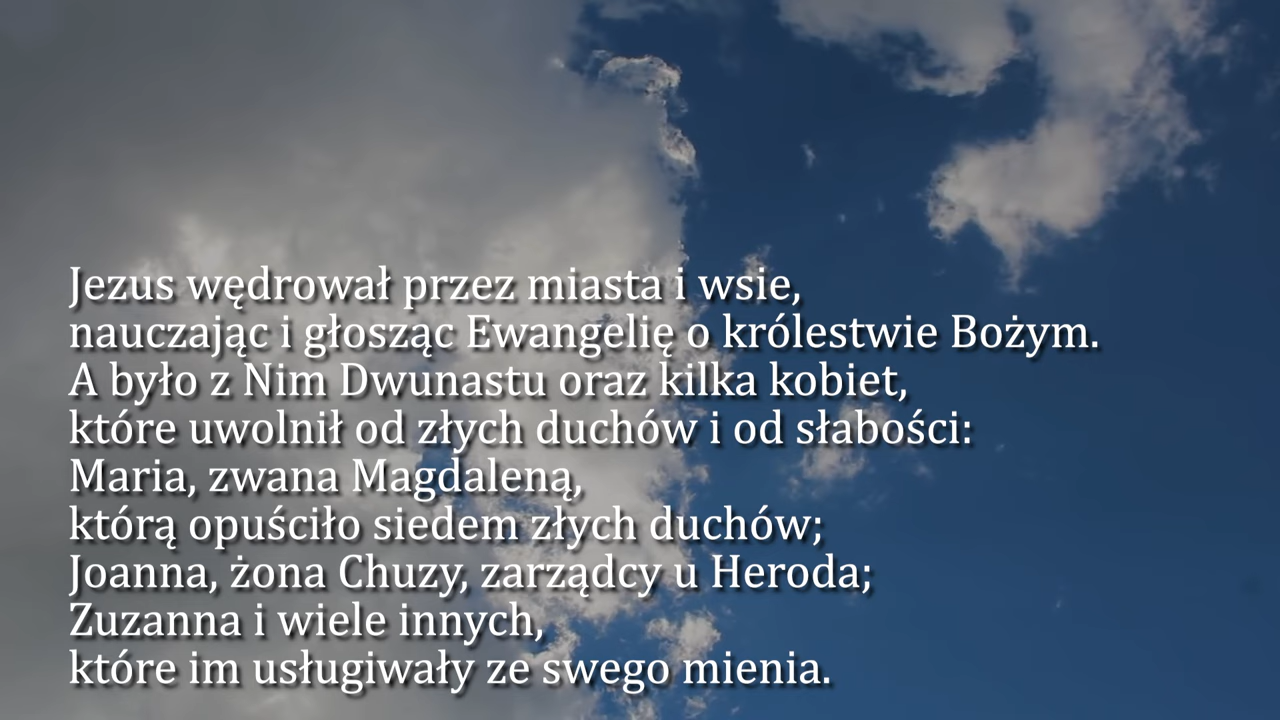 Jezus wędrował przez miasta i wsie,
nauczając i głosząc Ewangelię o królestwie Bożym.
A było z Nim Dwunastu oraz kilka kobiet,
które uwolnił od złych duchów i od słabości:
Maria, zwana Magdaleną,
którą opuściło siedem złych duchów;
Joanna, żona Chuzy, zarządcy u Heroda;
Zuzanna i wiele innych,
które im usługiwały ze swego mienia.